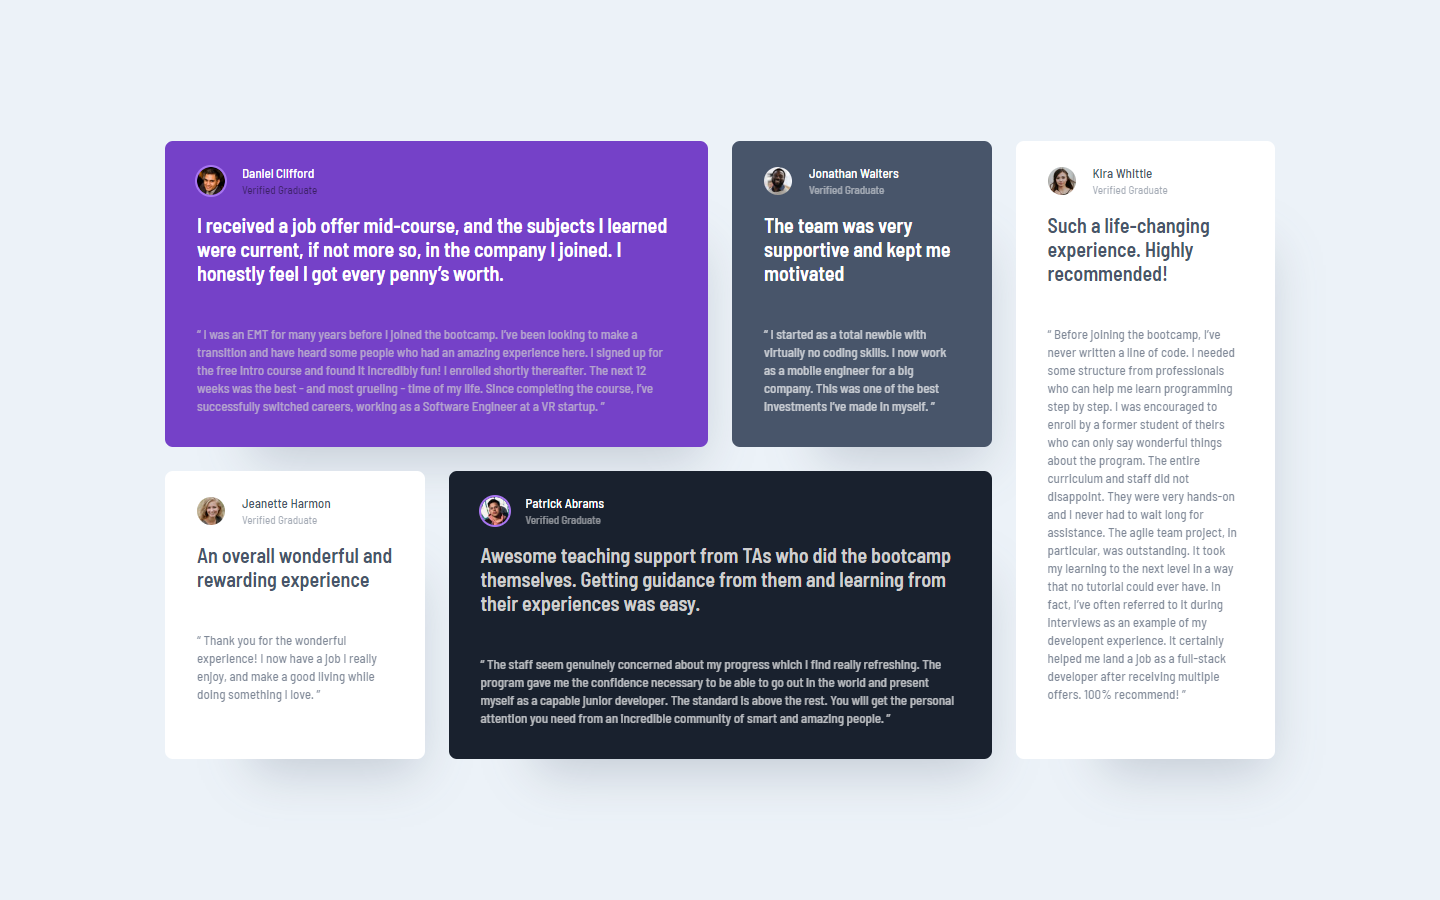 Daniel Clifford
Verified Graduate
I received a job offer mid-course, and the subjects I learned
were current, if not more so, in the company I joined. I
honestly feel I got every penny’s worth.
“ I was an EMT for many years before I joined the bootcamp. I’ve been looking to make a
transition and have heard some people who had an amazing experience here. I signed up for
the free intro course and found it incredibly fun! I enrolled shortly thereafter. The next 12
weeks was the best - and most grueling - time of my life. Since completing the course, I’ve
successfully switched careers, working as a Software Engineer at a VR startup. ”
Jonathan Walters
Verified Graduate
The team was very
supportive and kept me
motivated
“ I started as a total newbie with
virtually no coding skills. I now work
as a mobile engineer for a big
company. This was one of the best
investments I’ve made in myself. ”
Kira Whittle
Verified Graduate
Such a life-changing
experience. Highly
recommended!
“ Before joining the bootcamp, I’ve
never written a line of code. I needed
some structure from professionals
who can help me learn programming
step by step. I was encouraged to
enroll by a former student of theirs
who can only say wonderful things
about the program. The entire
curriculum and staff did not
disappoint. They were very hands-on
and I never had to wait long for
assistance. The agile team project, in
particular, was outstanding. It took
my learning to the next level in a way
that no tutorial could ever have. In
fact, I’ve often referred to it during
interviews as an example of my
developent experience. It certainly
helped me land a job as a full-stack
developer after receiving multiple
offers. 100% recommend! ”
Jeanette Harmon
Verified Graduate
An overall wonderful and
rewarding experience
“ Thank you for the wonderful
experience! I now have a job I really
enjoy, and make a good living while
doing something I love. ”
Patrick Abrams
Verified Graduate
Awesome teaching support from TAs who did the bootcamp
themselves. Getting guidance from them and learning from
their experiences was easy.
“ The staff seem genuinely concerned about my progress which I find really refreshing. The
program gave me the confidence necessary to be able to go out in the world and present
myself as a capable junior developer. The standard is above the rest. You will get the personal
attention you need from an incredible community of smart and amazing people. ”